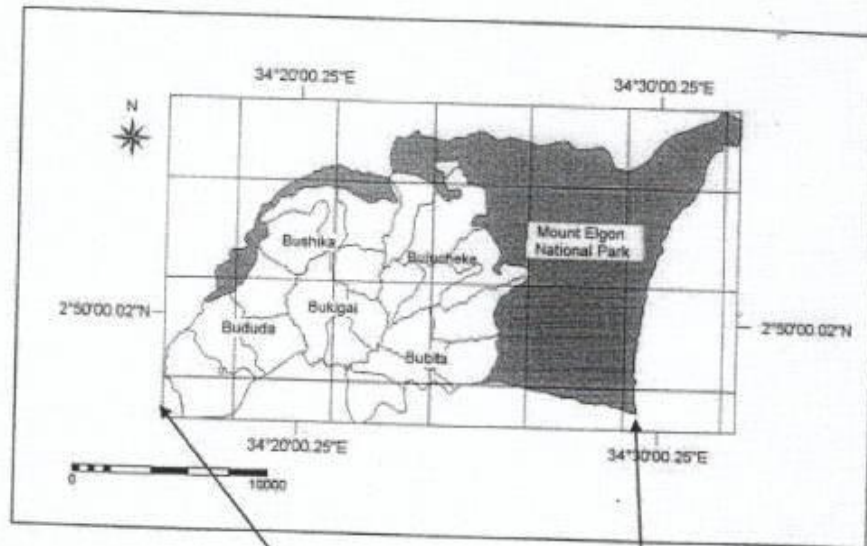 34°20'00.25"E
34°30'00.25"E
N
Mount Elgon
National Park
Bushika
Bulucheke
2°50'00.02"N
Bukigai
Bududa
2°50'00.02"N
Bubita
34°20'00.25"E
34°30'00.25"E
0
10000